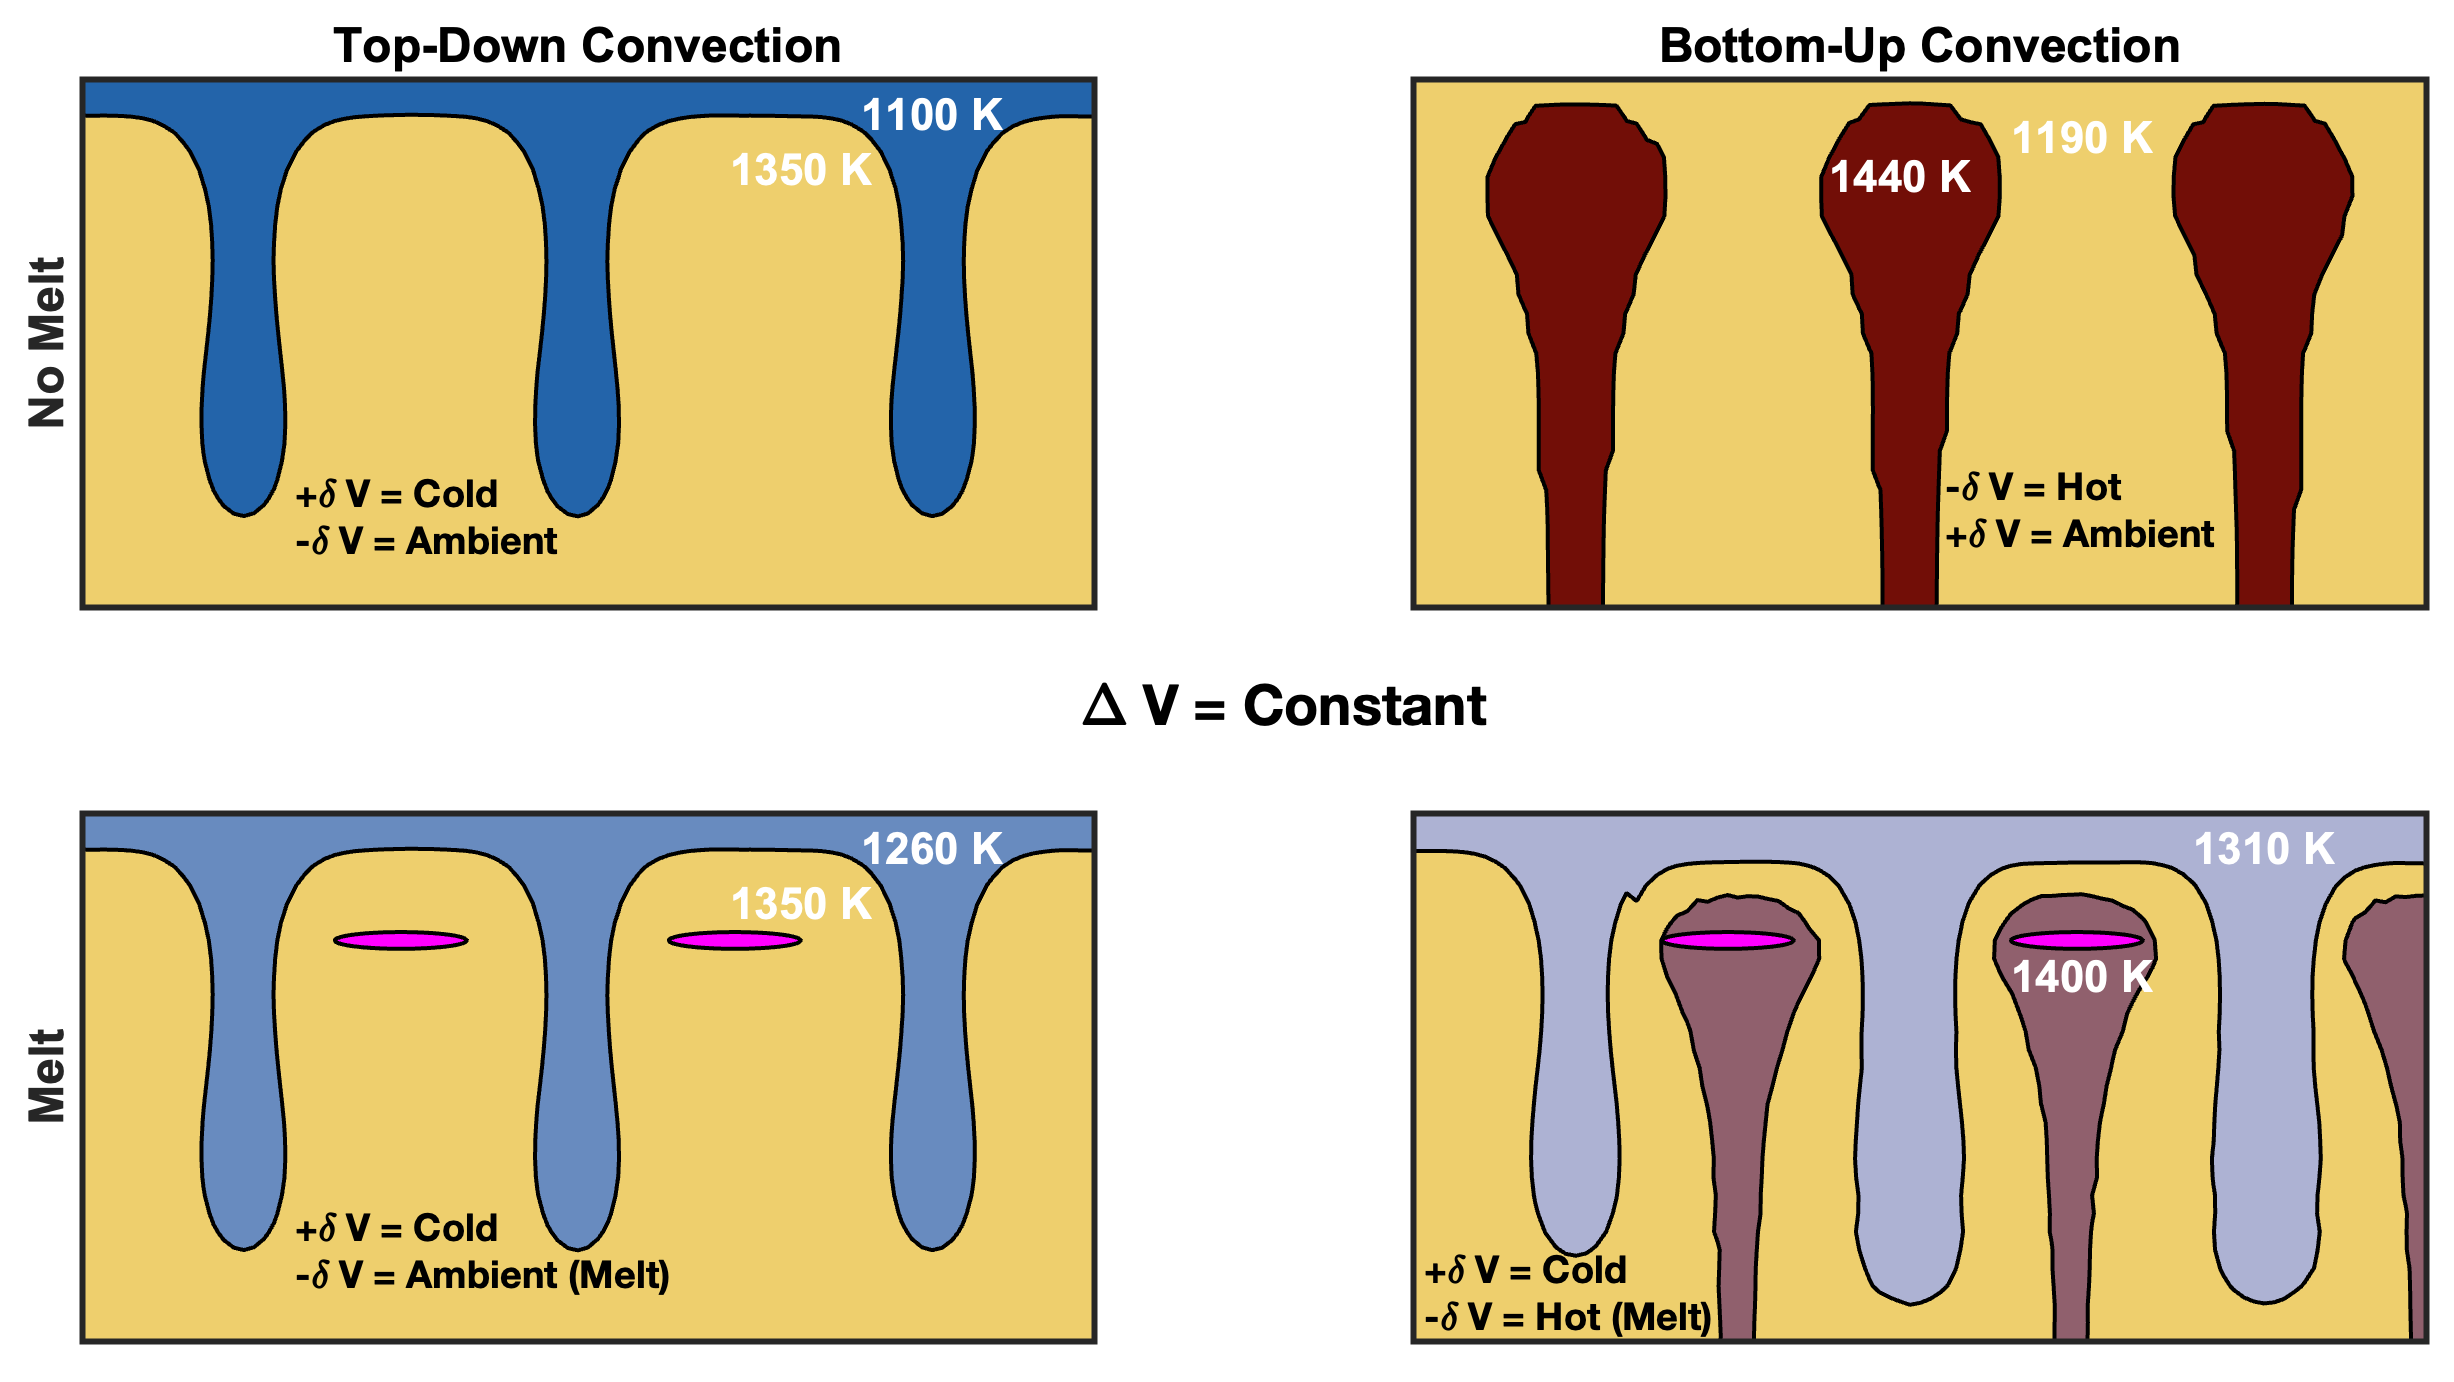 Top-Down Convection
Bottom-Up Convection
No Melt
1100 K
1350 K
+δ V = Cold
-δ V = Ambient
1190 K
1440 K
-δ V = Hot
+δ V = Ambient
Δ V = Constant
Melt
1260 K
1350 K
+δ V = Cold
-δ V = Ambient (Melt)
1310 K
1400 K
+δ V = Cold
-δ V = Hot (Melt)